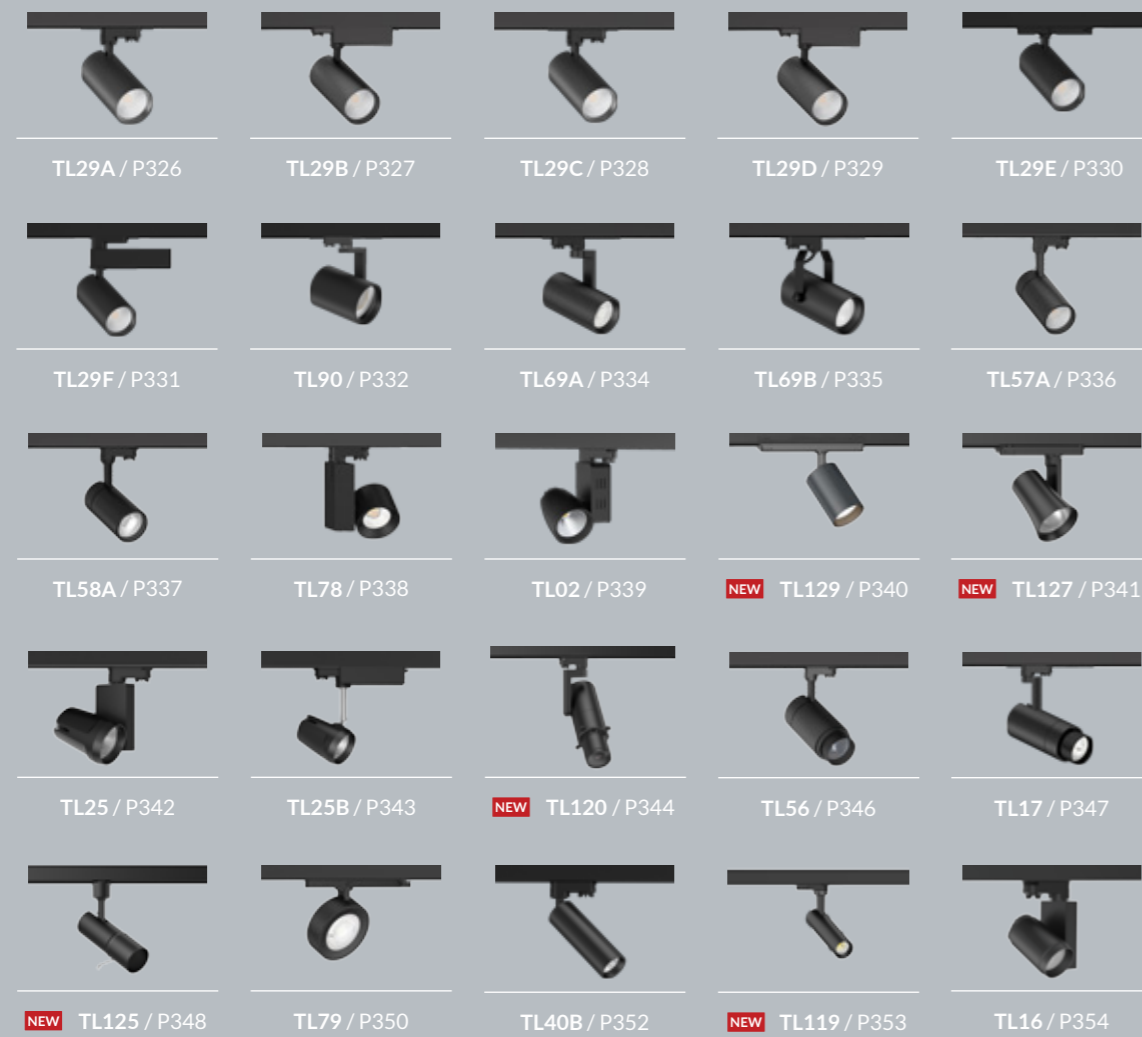 TL29A / P326 TL29B / P327 TL29C / P328 TL29D / P329 TL29E / P330
TL29F / P331 TL90 / P332 TL69A / P334 TL69B / P335 TL57A / P336
TL58A / P337 TL78 / P338 TL02 / P339 NEW TL129 / P340 NEW TL127 / P341
TL25 / P342 TL25B / P343 NEW TL120 / P344 TL56 / P346 TL17 / P347
NEW TL125 / P348 TL79 / P350 TL40B / P352 NEW TL119 / P353 TL16 / P354